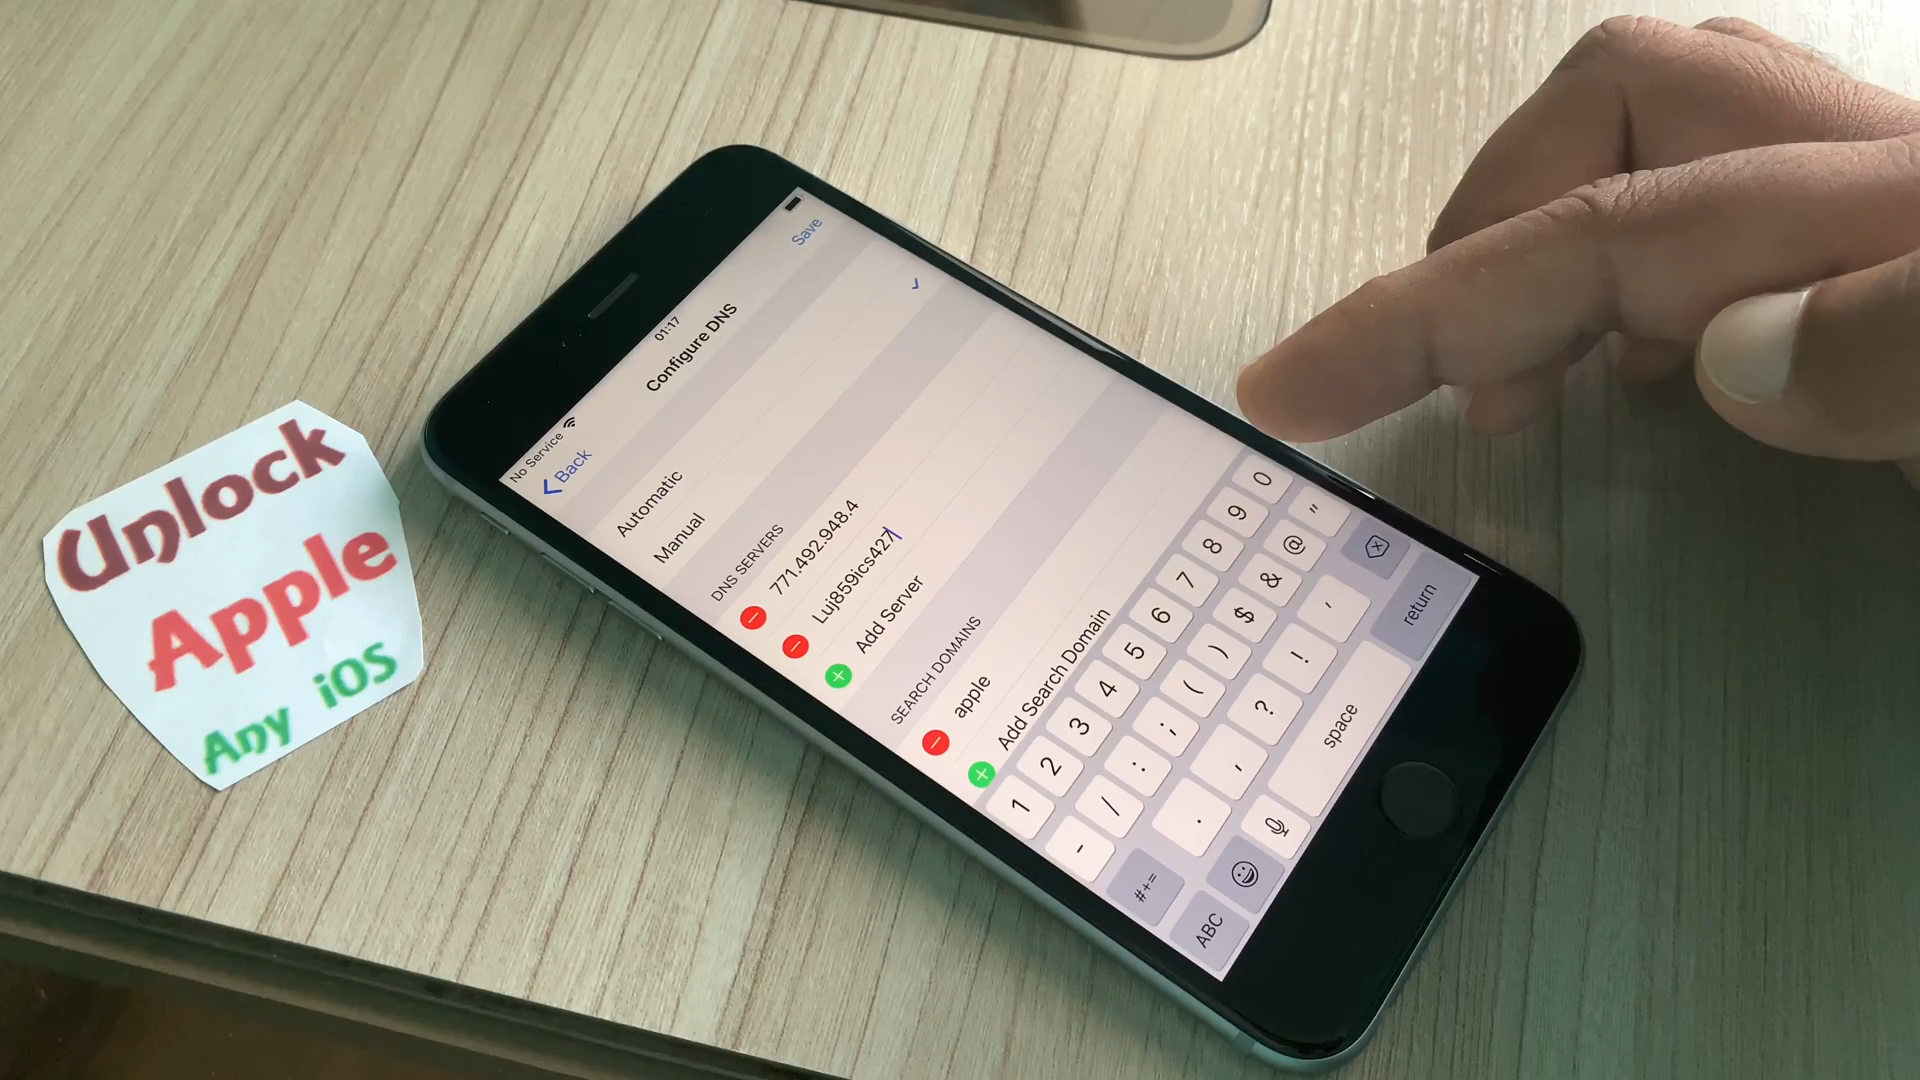 Unlock
Apple
Any iOS
No Service
01:17
Back
Configure DNS
Save
Automatic
Manual
DNS SERVERS
771.492.948.4
Luj859ics427
Add Server
SEARCH DOMAINS
apple
Add Search Domain
1 2 3 4 5 6 7 8 9 0
- / : ; ( ) $ & @ "
#+= . , ? ! '
ABC space return